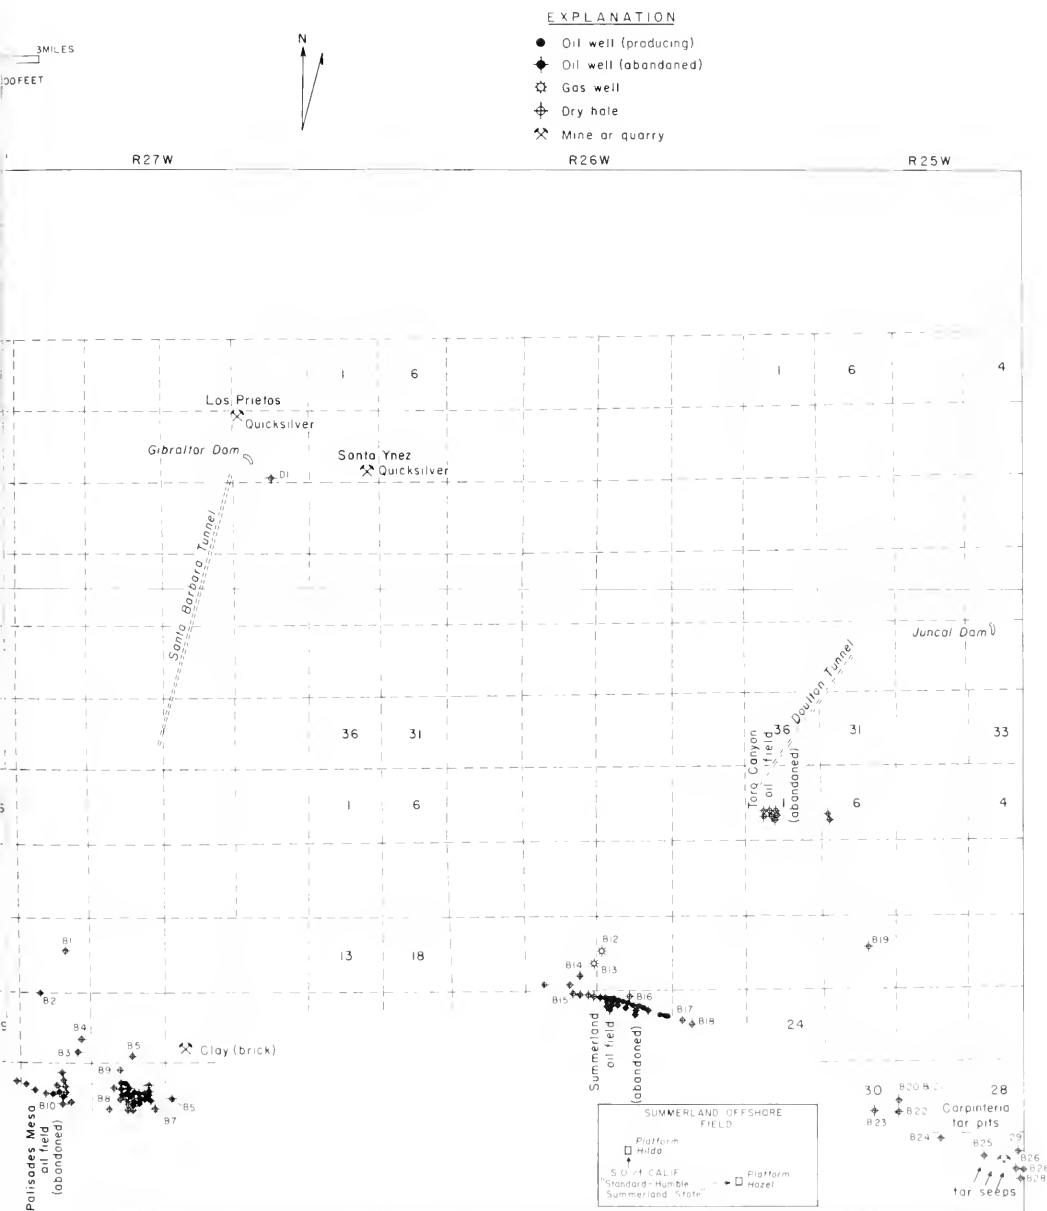 EXPLANATION
Oil well (producing)
Oil well (abandoned)
Gas well
Dry hole
Mine or quarry
3MILES
FEET
N
R27W
R26W
R25W
1
6
1
6
4
Los Prietos
Quicksilver
Gibraltar Dam
Santa Ynez
Quicksilver
D1
Santa Barbara Tunnel
Juncal Dam
Doulton Tunnel
36
31
36
31
33
Toro Canyon
oil field
(abandoned)
1
6
1
6
4
B1
B2
B4
B3
B5
Clay (brick)
B9
B8
B10
B5
B7
Palisades Mesa
oil field
(abandoned)
13
18
B12
B13
B14
B15
B16
B17
B18
B19
24
Summerland
oil field
(abandoned)
SUMMERLAND OFFSHORE
FIELD
Platform
Hilda
S.O. of CALIF
"Standard-Humble
Summerland State"
Platform
Hazel
30
B20
28
B23
B22
Carpinteria
tar pits
B24
B25
29
B26
B28
tar seeps